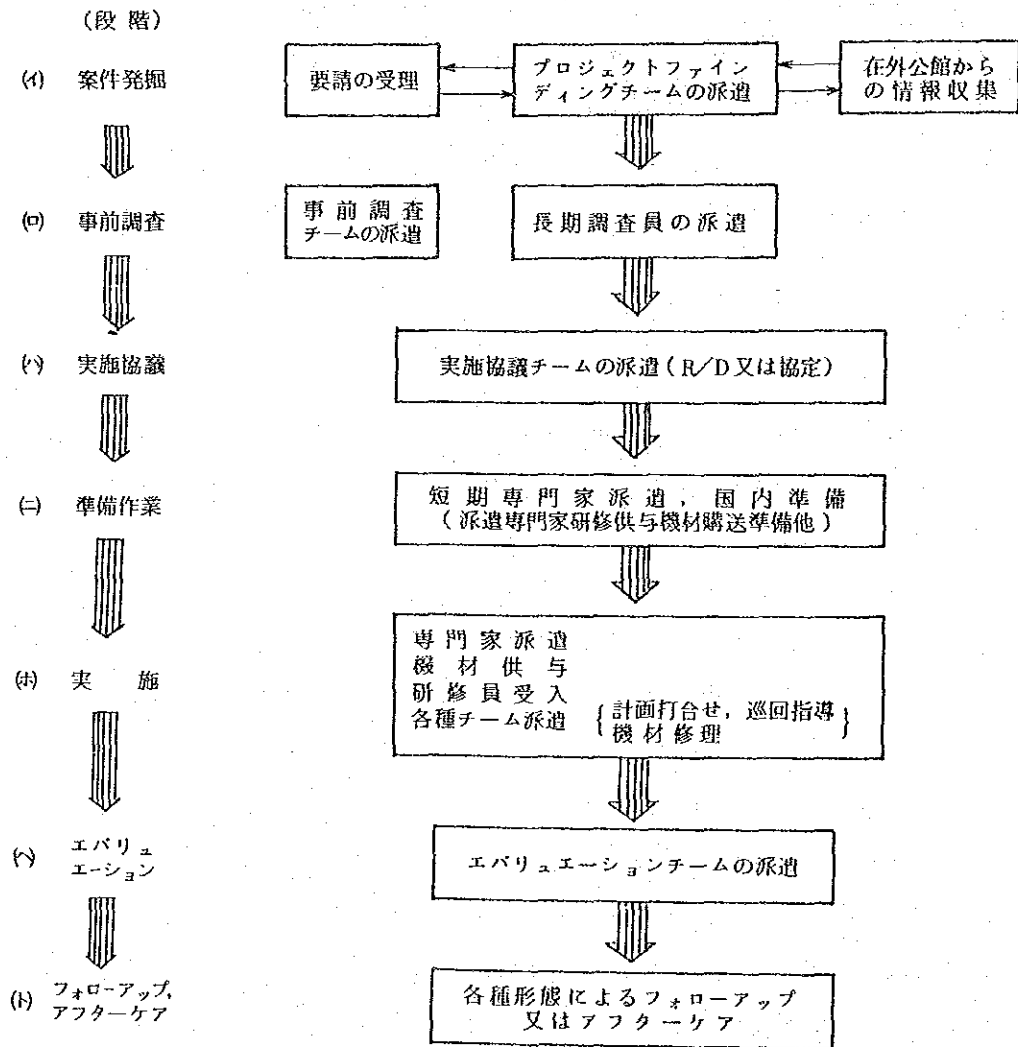 (段階)
(イ) 案件発掘
要請の受理
プロジェクトファイン
ディングチームの派遣
在外公館から
の情報収集
(ロ) 事前調査
事前調査
チームの派遣
長期調査員の派遣
(ハ) 実施協議
実施協議チームの派遣(R/D又は協定)
(ニ) 準備作業
短期専門家派遣,国内準備
(派遣専門家研修供与機材購送準備他)
(ホ) 実施
専門家派遣
機材供与
研修員受入
各種チーム派遣
{計画打合せ,巡回指導
機材修理}
(ヘ) エバリュ
エーション
エバリュエーションチームの派遣
(ト) フォローアップ,
アフターケア
各種形態によるフォローアップ
又はアフターケア